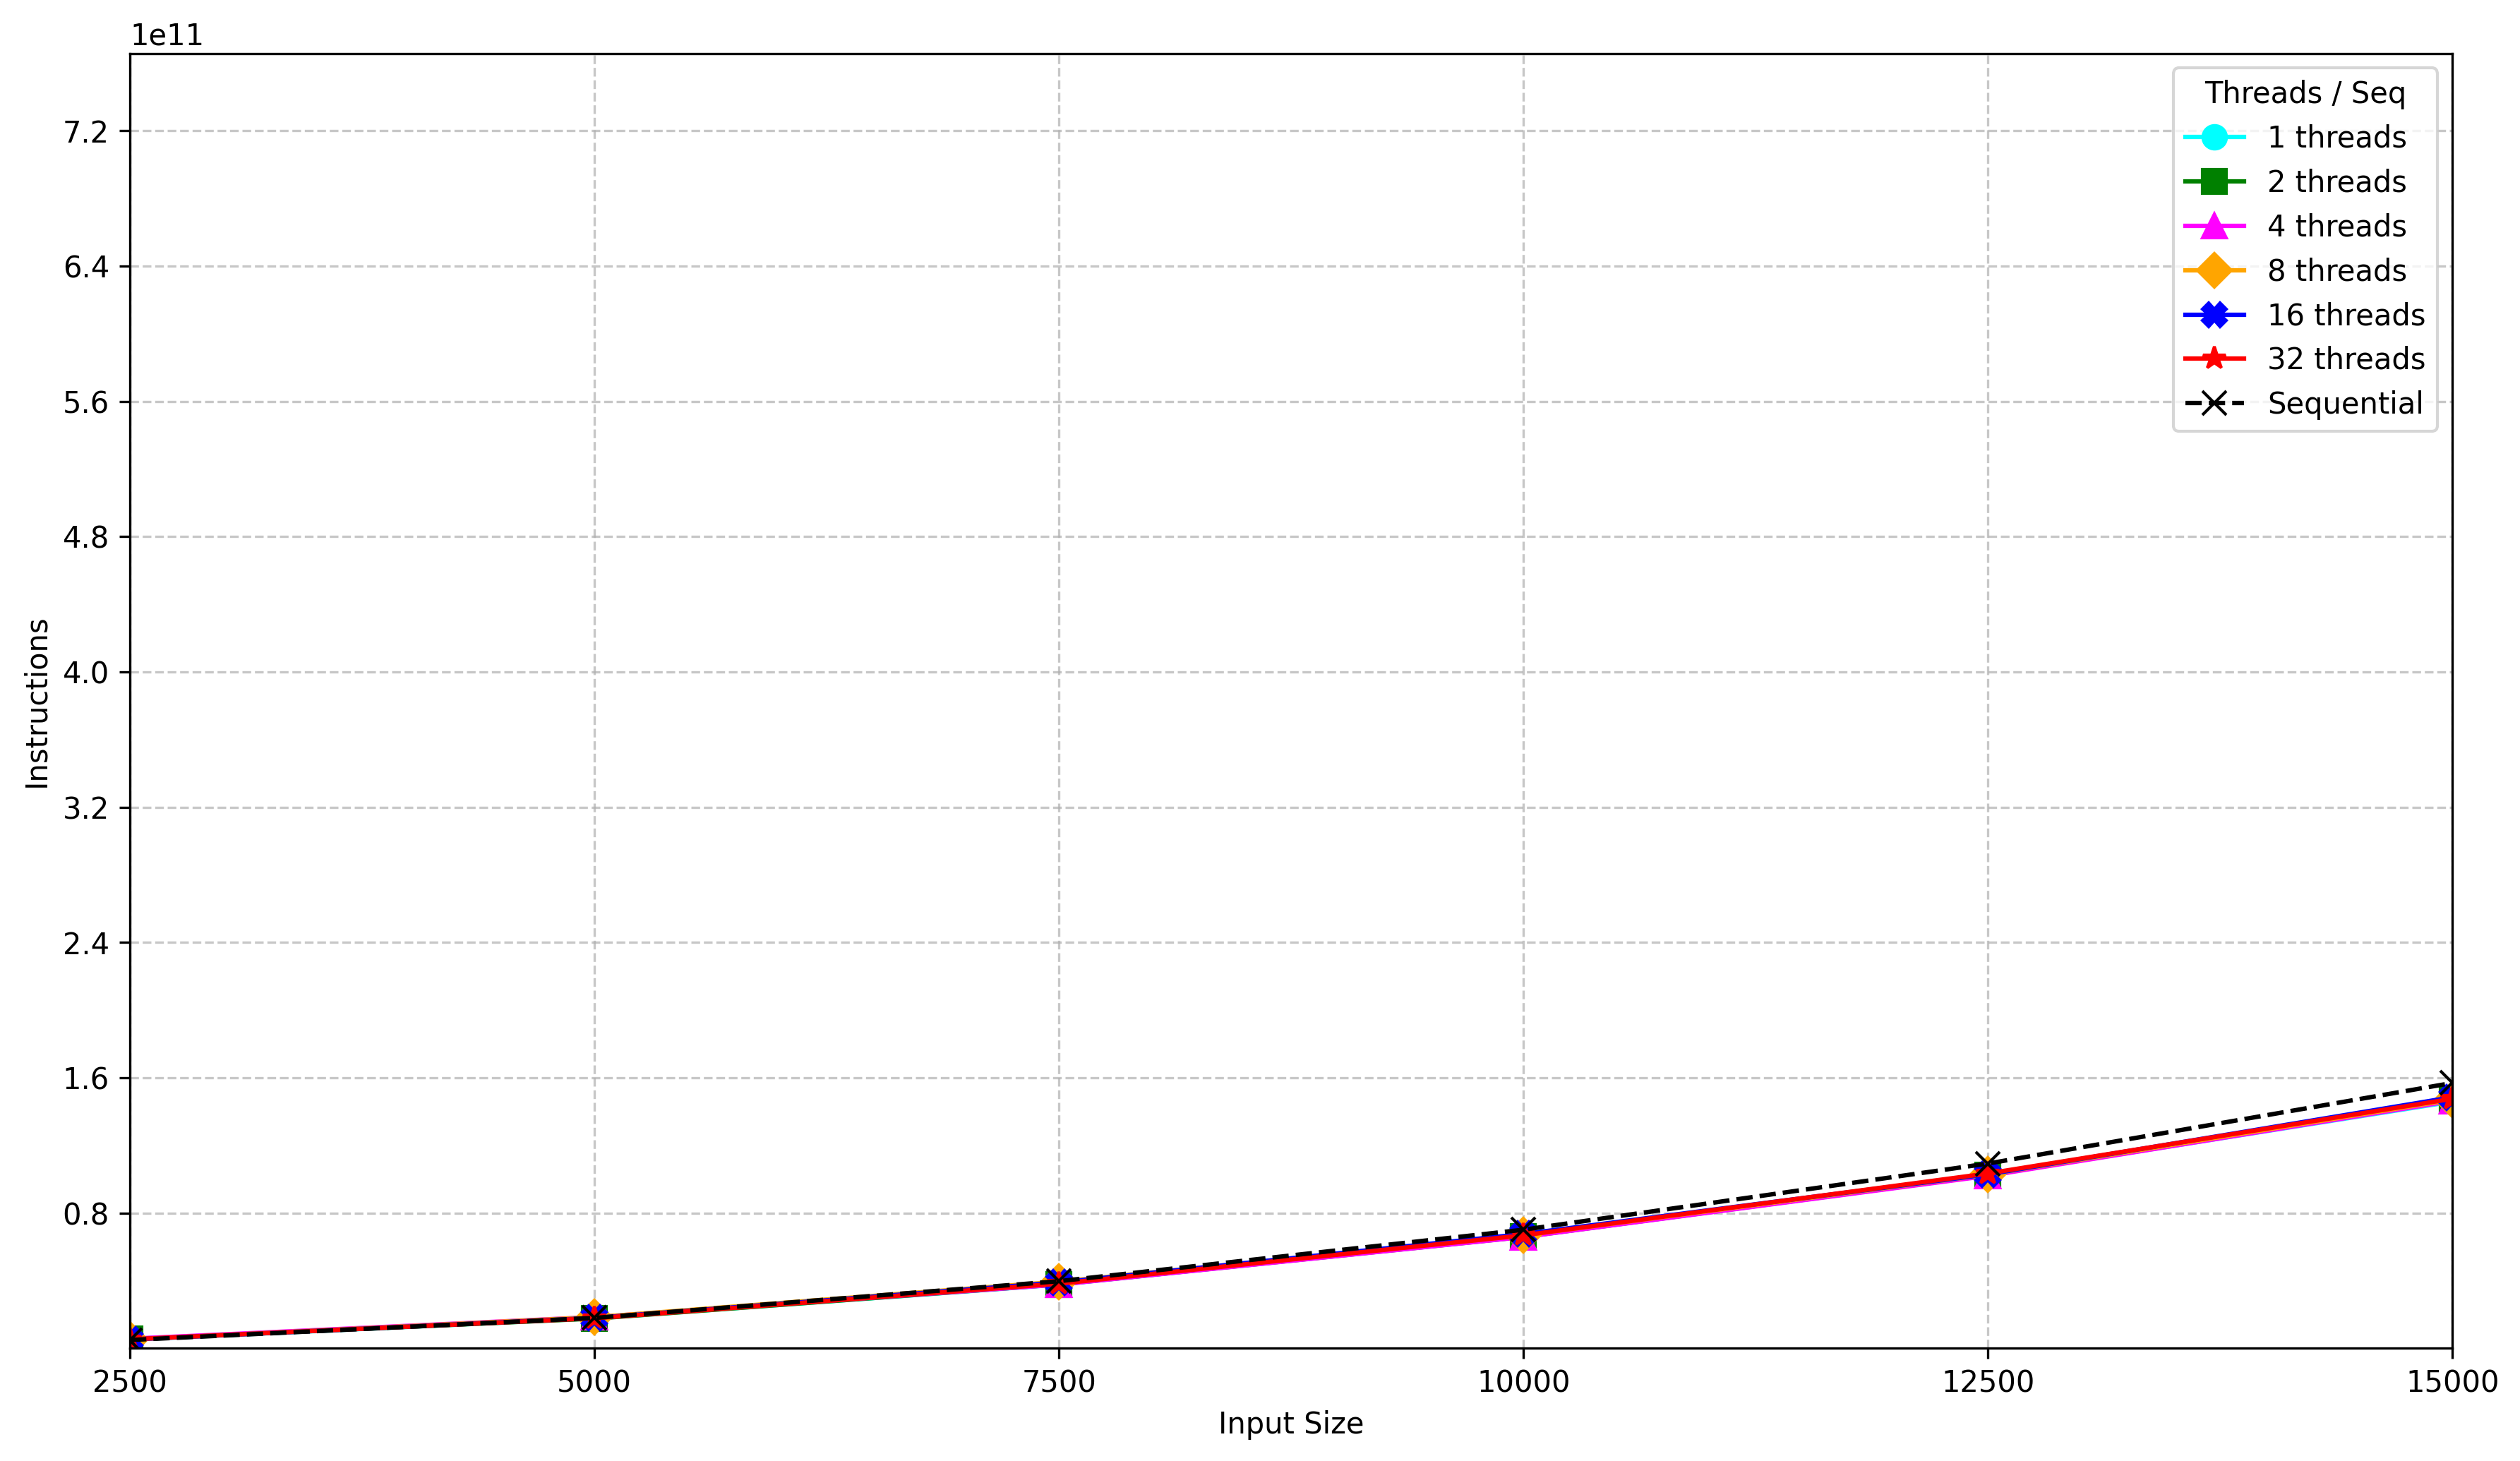 1e11
7.2
6.4
5.6
4.8
4.0
3.2
2.4
1.6
0.8
Instructions
2500
5000
7500
10000
12500
15000
Input Size
Threads / Seq
1 threads
2 threads
4 threads
8 threads
16 threads
32 threads
Sequential